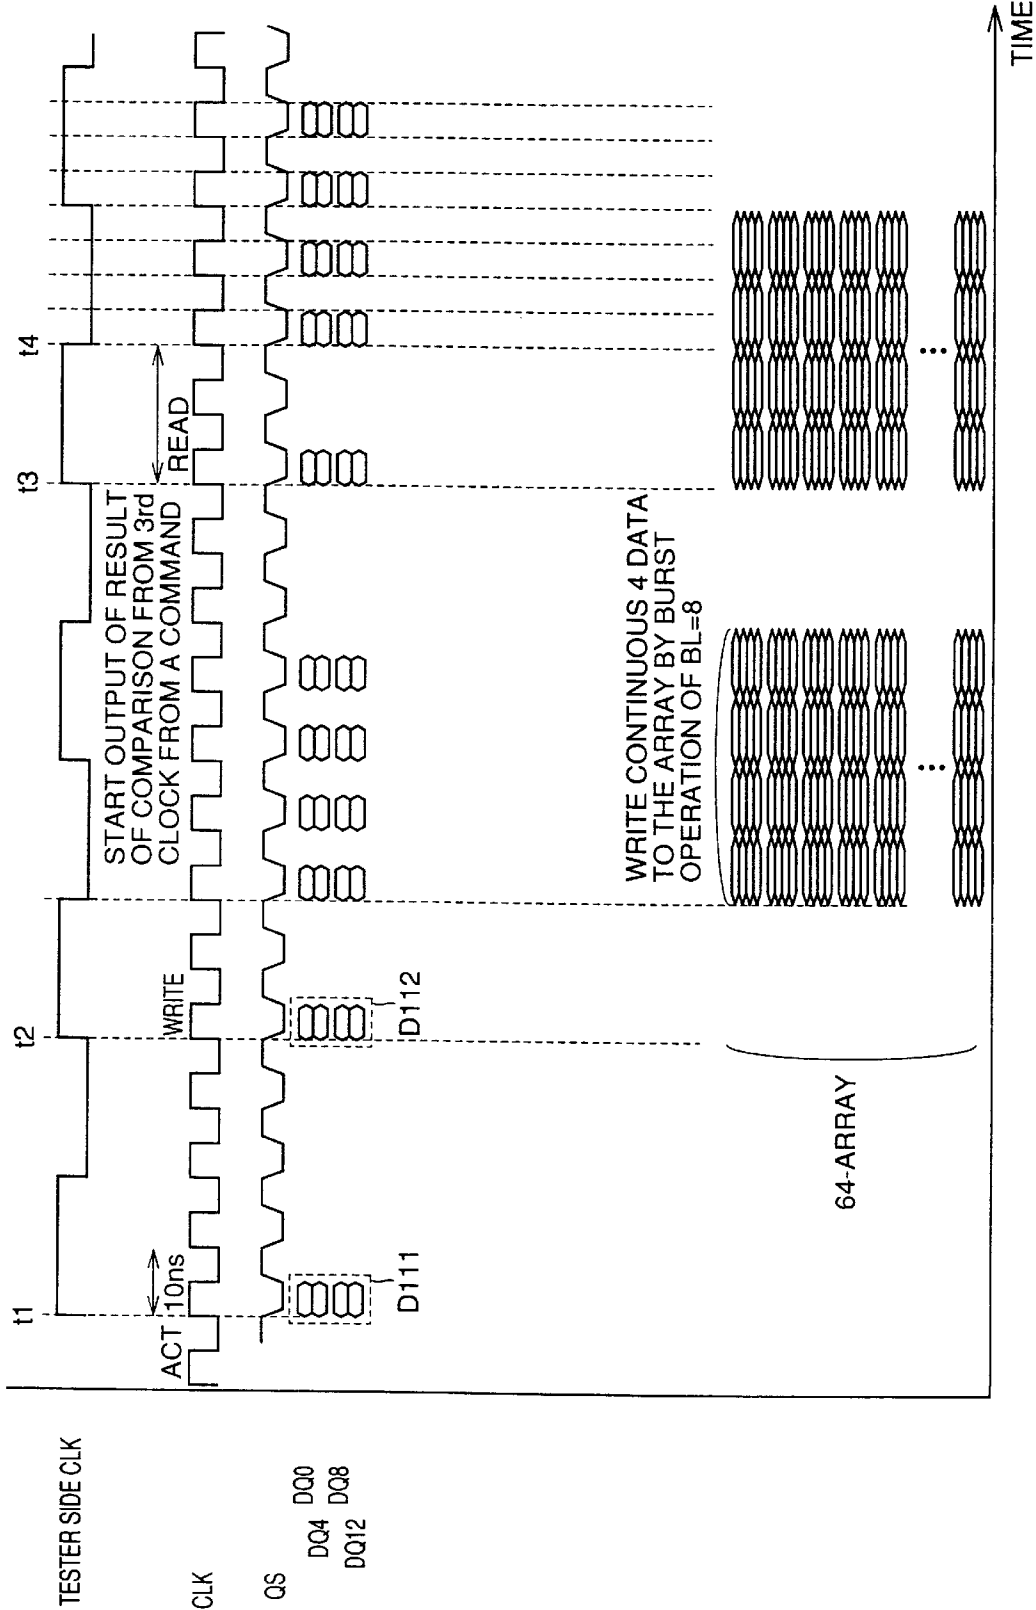 TESTER SIDE CLK
CLK
QS
DQ0
DQ4
DQ8
DQ12
t1
t2
t3
t4
ACT
10ns
WRITE
READ
START OUTPUT OF RESULT
OF COMPARISON FROM 3rd
CLOCK FROM A COMMAND
D111
D112
WRITE CONTINUOUS 4 DATA
TO THE ARRAY BY BURST
OPERATION OF BL=8
64-ARRAY
TIME